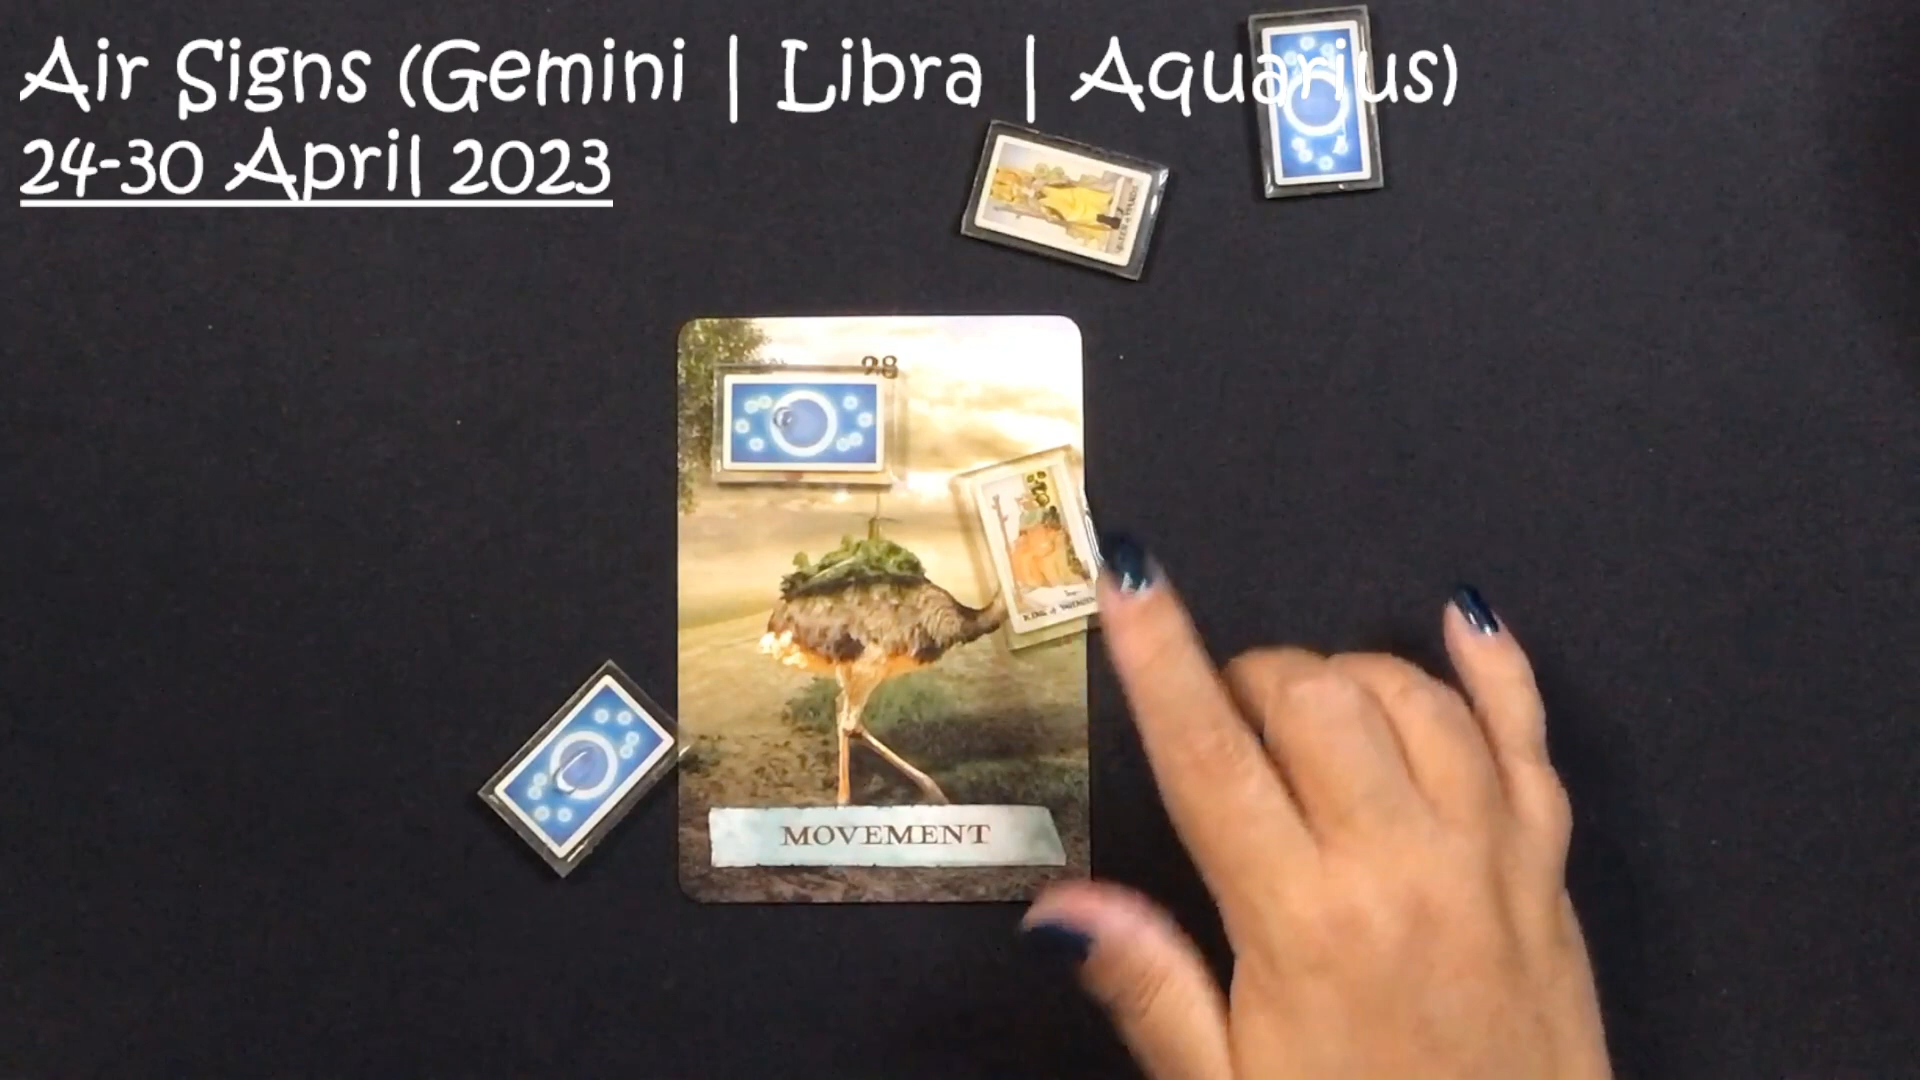 Air Signs (Gemini | Libra | Aquarius)
24-30 April 2023
28
MOVEMENT